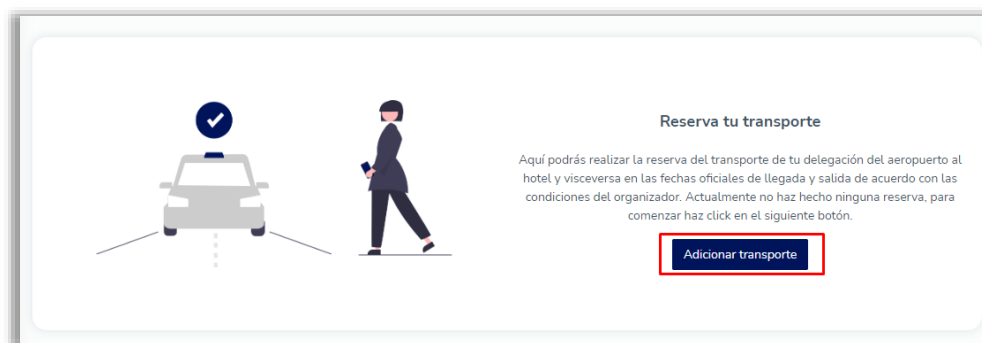 Reserva tu transporte
Aquí podrás realizar la reserva del transporte de tu delegación del aeropuerto al
hotel y visceversa en las fechas oficiales de llegada y salida de acuerdo con las
condiciones del organizador. Actualmente no haz hecho ninguna reserva, para
comenzar haz click en el siguiente botón.
Adicionar transporte